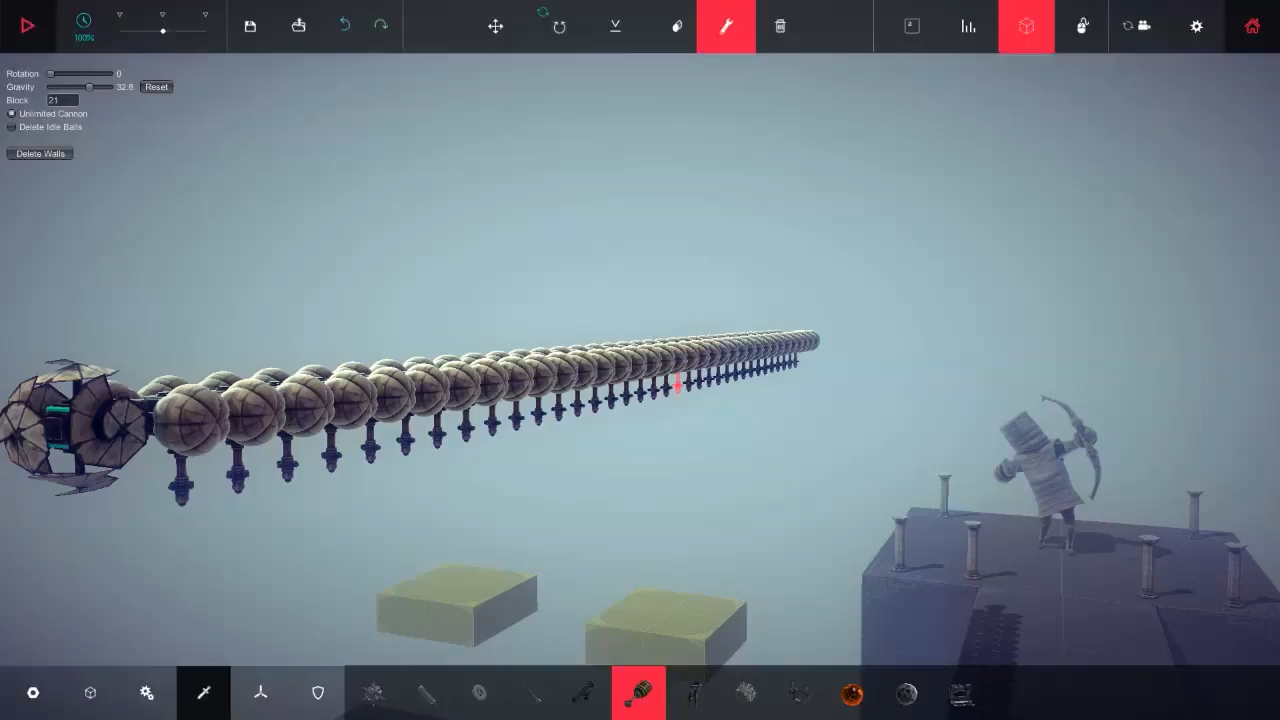 100%
Rotation 0
Gravity 32.8 Reset
Block 21
Unlimited Cannon
Delete Idle Balls
Delete Walls